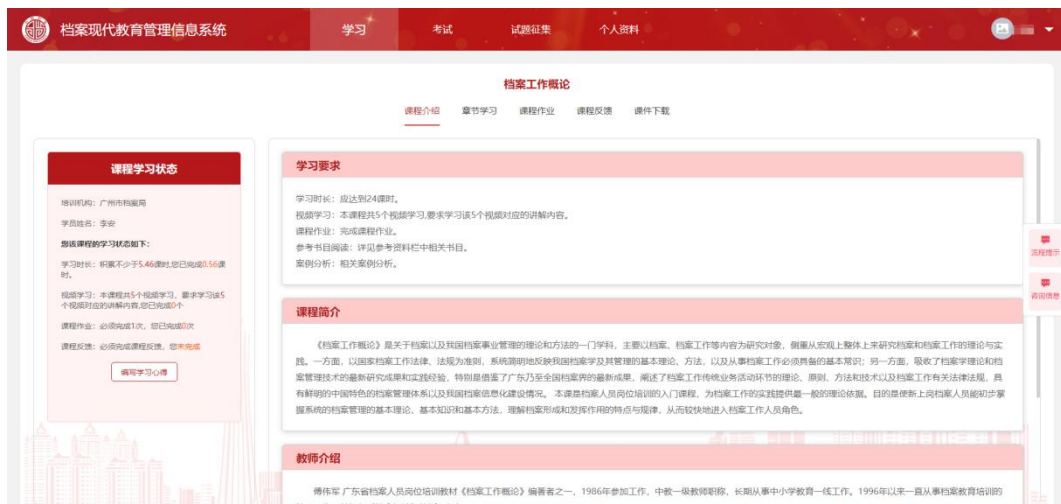 档案现代教育管理信息系统
学习
考试
试题征集
个人资料
档案工作概论
课程介绍
章节学习
课程作业
课程反馈
课件下载
课程学习状态
培训机构：广州市档案局
学员姓名：李安
您该课程的学习状态如下：
学习时长：积累不少于5.46课时,您已完成0.56课
时。
视频学习：本课程共5个视频学习，要求学习该5
个视频对应的讲解内容,您已完成0个
课程作业：必须完成1次，您已完成0次
课程反馈：必须完成课程反馈，您未完成
编写学习心得
学习要求
学习时长：应达到24课时。
视频学习：本课程共5个视频学习,要求学习该5个视频对应的讲解内容。
课程作业：完成课程作业。
参考书目阅读：详见参考资料栏中相关书目。
案例分析：相关案例分析。
课程简介
《档案工作概论》是关于档案以及我国档案事业管理的理论和方法的一门学科，主要以档案、档案工作等内容为研究对象，侧重从宏观上整体上来研究档案和档案工作的理论与实
践。一方面，以国家档案工作法律、法规为准则，系统简明地反映我国档案学及其管理的基本理论、方法，以及从事档案工作必须具备的基本常识；另一方面，吸收了档案学理论和档
案管理技术的最新研究成果和实践经验，特别是借鉴了广东乃至全国档案界的最新成果，阐述了档案工作传统业务活动环节的理论、原则、方法和技术以及档案工作有关法律法规，具
有鲜明的中国特色的档案管理体系以及我国档案信息化建设情况。 本课是档案人员岗位培训的入门课程，为档案工作的实践提供最一般的理论依据。目的是使新上岗档案人员能初步掌
握系统的档案管理的基本理论、基本知识和基本方法，理解档案形成和发挥作用的特点与规律，从而较快地进入档案工作人员角色。
教师介绍
傅伟军 广东省档案人员岗位培训教材《档案工作概论》编著者之一，1986年参加工作，中教一级教师职称，长期从事中小学教育一线工作。1996年以来一直从事档案教育培训的
流程提示
咨询信息